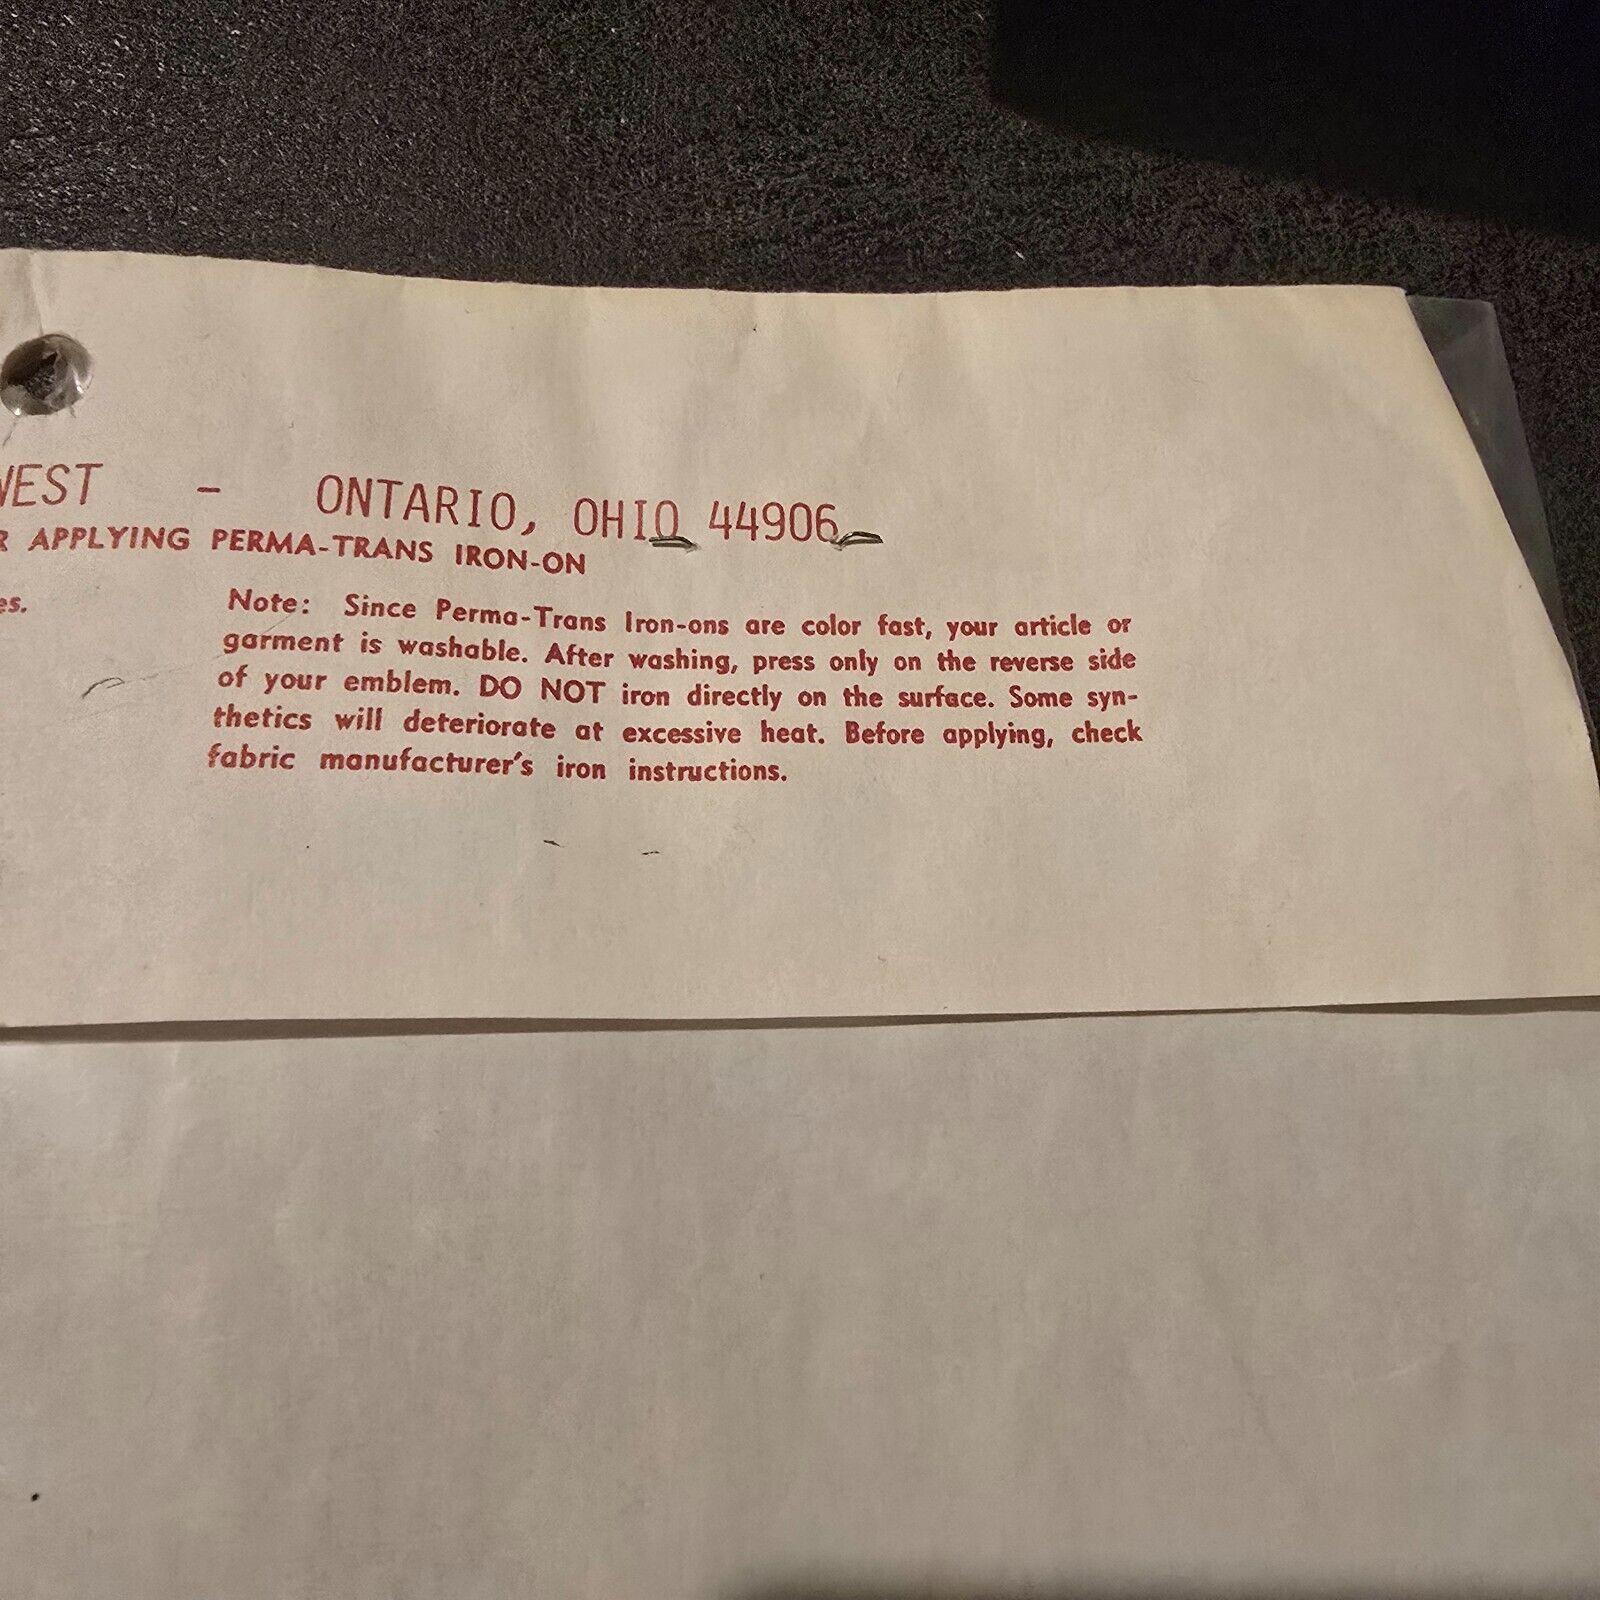 WEST - ONTARIO, OHIO 44906
R APPLYING PERMA-TRANS IRON-ON
es.
Note: Since Perma-Trans Iron-ons are color fast, your article or
garment is washable. After washing, press only on the reverse side
of your emblem. DO NOT iron directly on the surface. Some syn-
thetics will deteriorate at excessive heat. Before applying, check
fabric manufacturer's iron instructions.